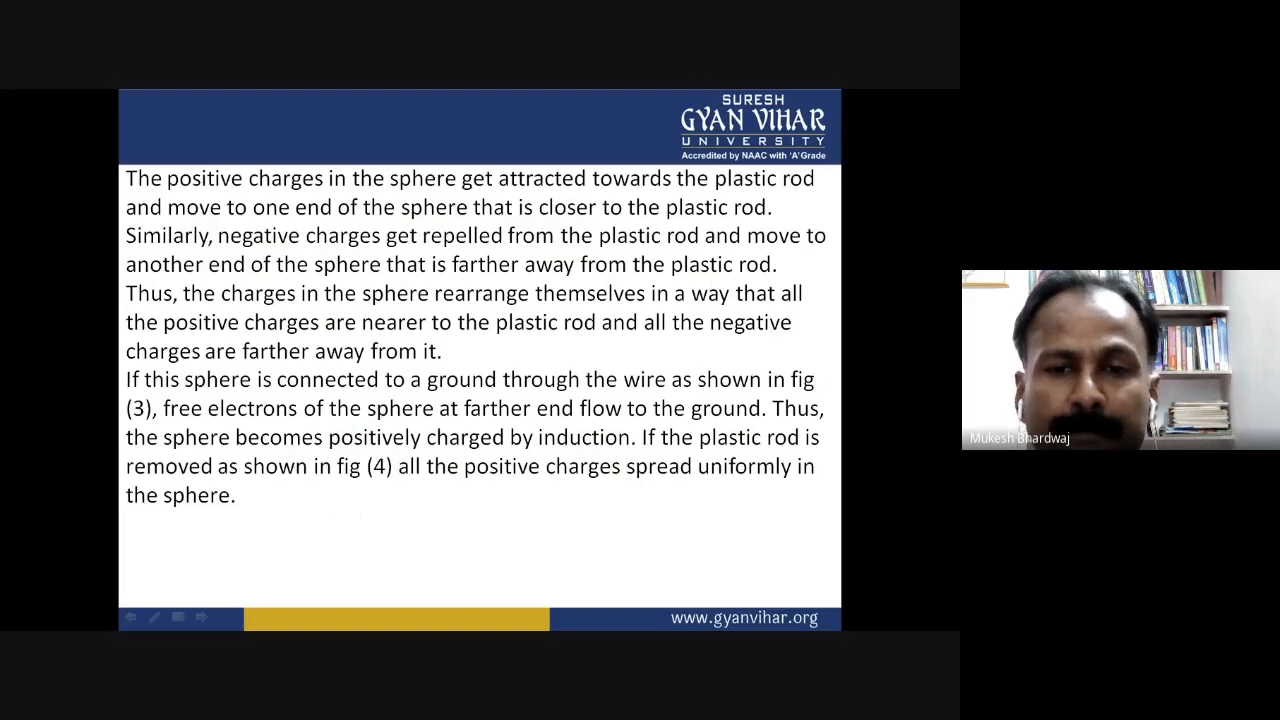 SURESH
GYAN VIHAR
UNIVERSITY
Accredited by NAAC with 'A' Grade
The positive charges in the sphere get attracted towards the plastic rod
and move to one end of the sphere that is closer to the plastic rod.
Similarly, negative charges get repelled from the plastic rod and move to
another end of the sphere that is farther away from the plastic rod.
Thus, the charges in the sphere rearrange themselves in a way that all
the positive charges are nearer to the plastic rod and all the negative
charges are farther away from it.
If this sphere is connected to a ground through the wire as shown in fig
(3), free electrons of the sphere at farther end flow to the ground. Thus,
the sphere becomes positively charged by induction. If the plastic rod is
removed as shown in fig (4) all the positive charges spread uniformly in
the sphere.
www.gyanvihar.org
Mukesh Bhardwaj